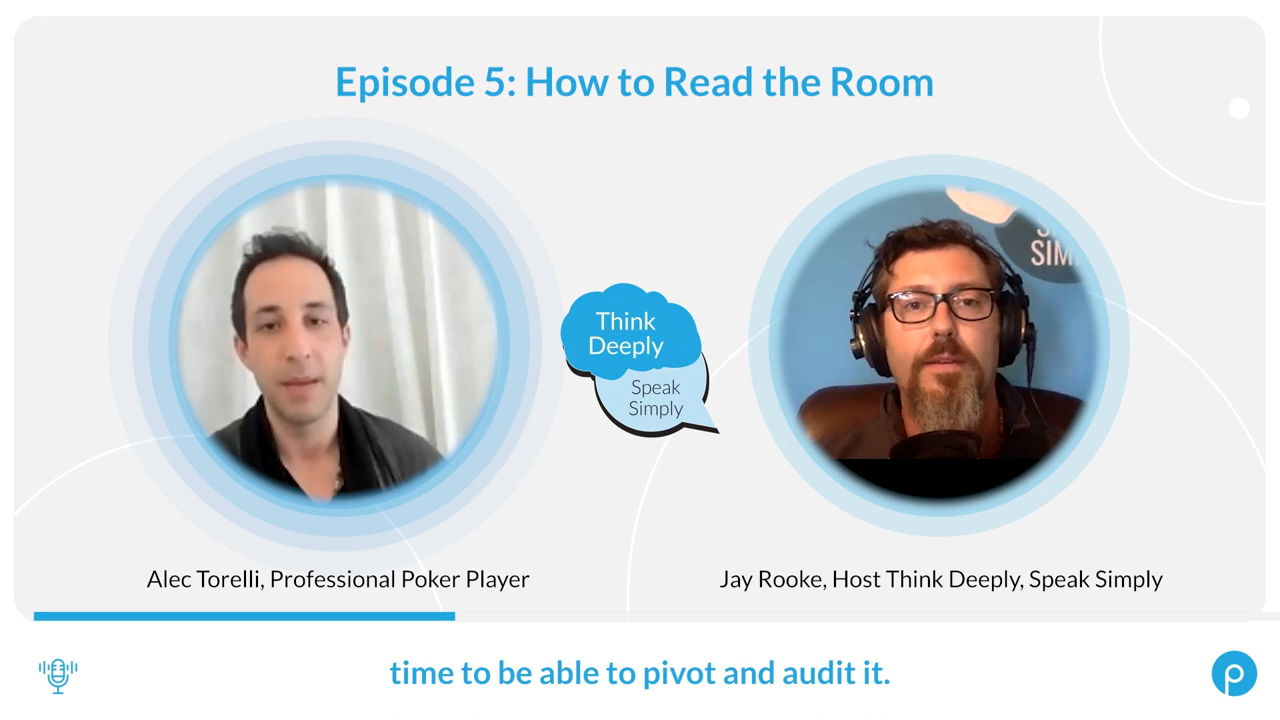 Episode 5: How to Read the Room
Think
Deeply
Speak
Simply
SIM
Alec Torelli, Professional Poker Player
Jay Rooke, Host Think Deeply, Speak Simply
time to be able to pivot and audit it.